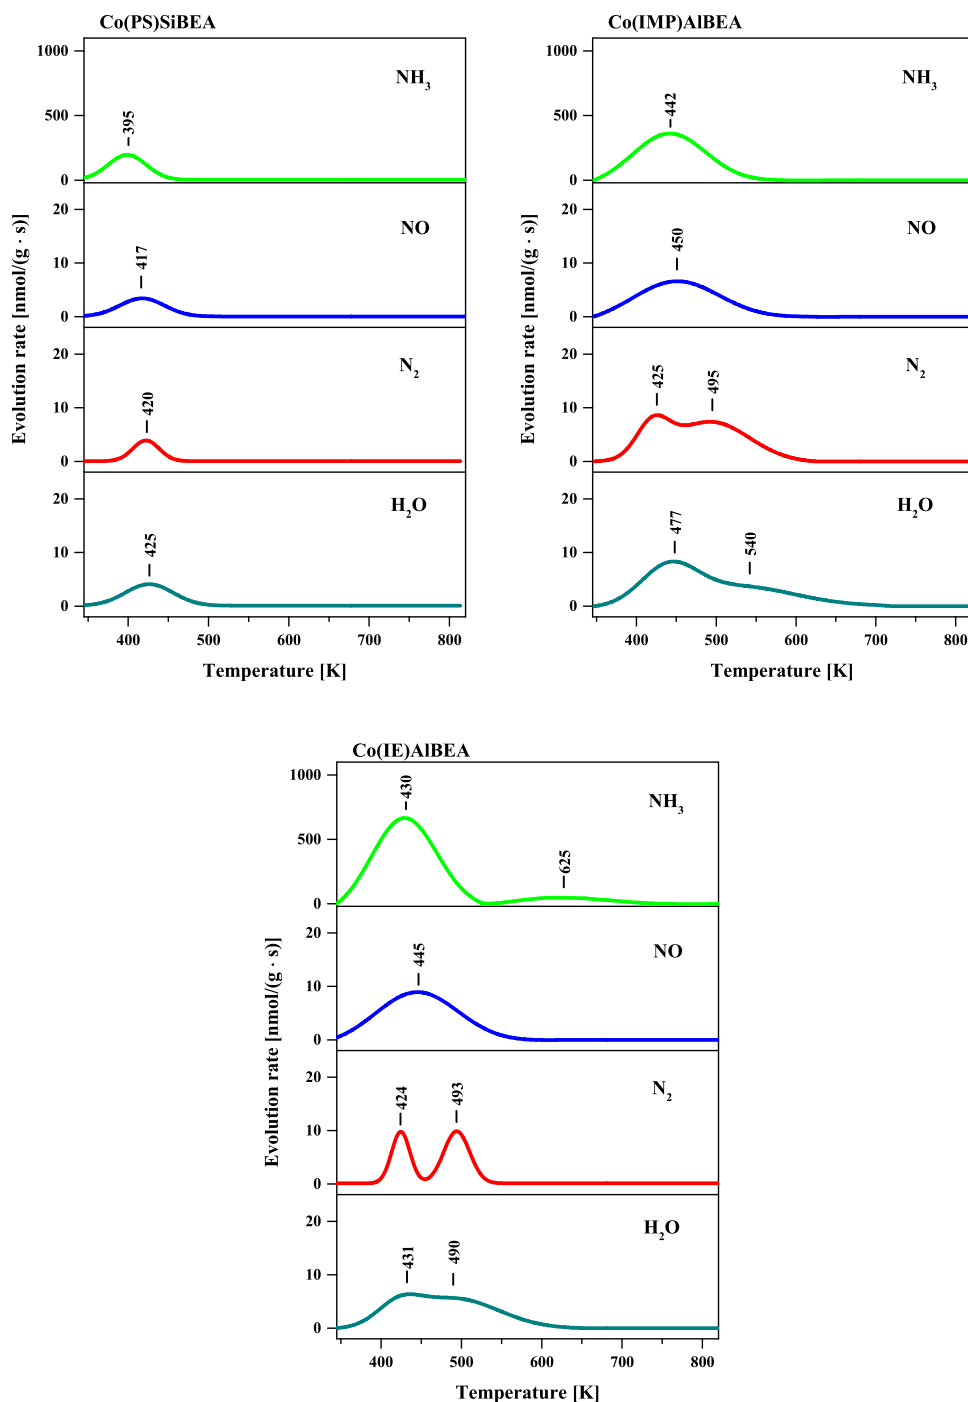 Co(PS)SiBEA
1000
500
0
395
NH₃
20
10
0
417
NO
20
10
0
420
N₂
20
10
0
425
H₂O
400 500 600 700 800
Temperature [K]
Evolution rate [nmol/(g · s)]
Co(IMP)AlBEA
1000
500
0
442
NH₃
20
10
0
450
NO
20
10
0
425
495
N₂
20
10
0
477
540
H₂O
400 500 600 700 800
Temperature [K]
Evolution rate [nmol/(g · s)]
Co(IE)AlBEA
1000
500
0
430
625
NH₃
20
10
0
445
NO
20
10
0
424
493
N₂
20
10
0
431
490
H₂O
400 500 600 700 800
Temperature [K]
Evolution rate [nmol/(g · s)]